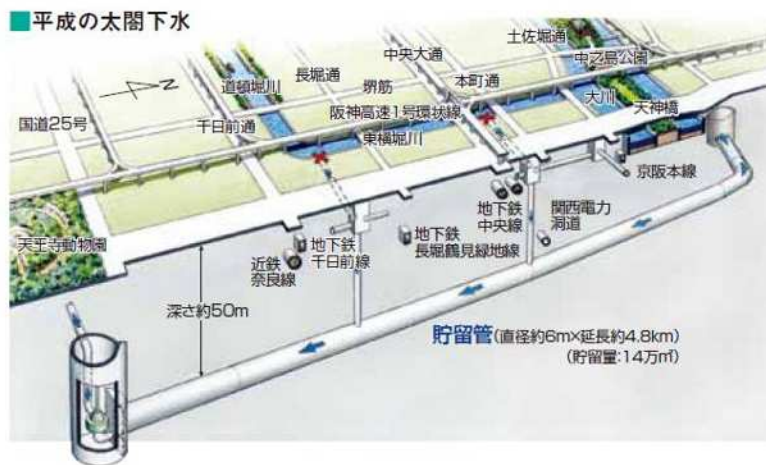 ■平成の太閤下水
土佐堀通
中央大通
中之島公園
長堀通
本町通
道頓堀川
堺筋
大川
阪神高速1号環状線
天神橋
国道25号
千日前通
東横堀川
N
京阪本線
地下鉄
中央線
関西電力
洞道
天王寺動物園
近鉄
奈良線
地下鉄
千日前線
地下鉄
長堀鶴見緑地線
深さ約50m
貯留管(直径約6m×延長約4.8km)
(貯留量:14万㎥)